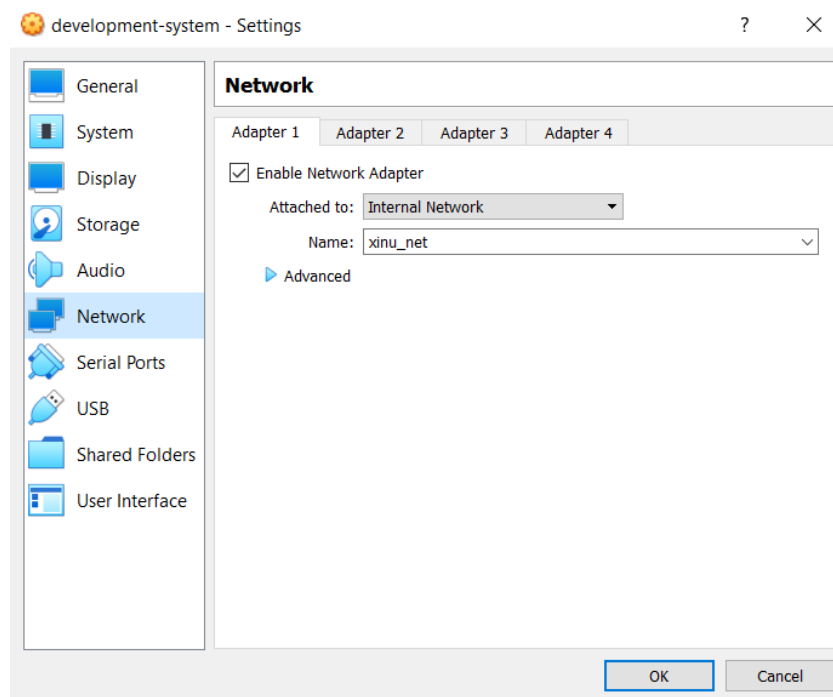 development-system - Settings
?
General
System
Display
Storage
Audio
Network
Serial Ports
USB
Shared Folders
User Interface
Network
Adapter 1
Adapter 2
Adapter 3
Adapter 4
Enable Network Adapter
Attached to: Internal Network
Name: xinu_net
Advanced
OK
Cancel